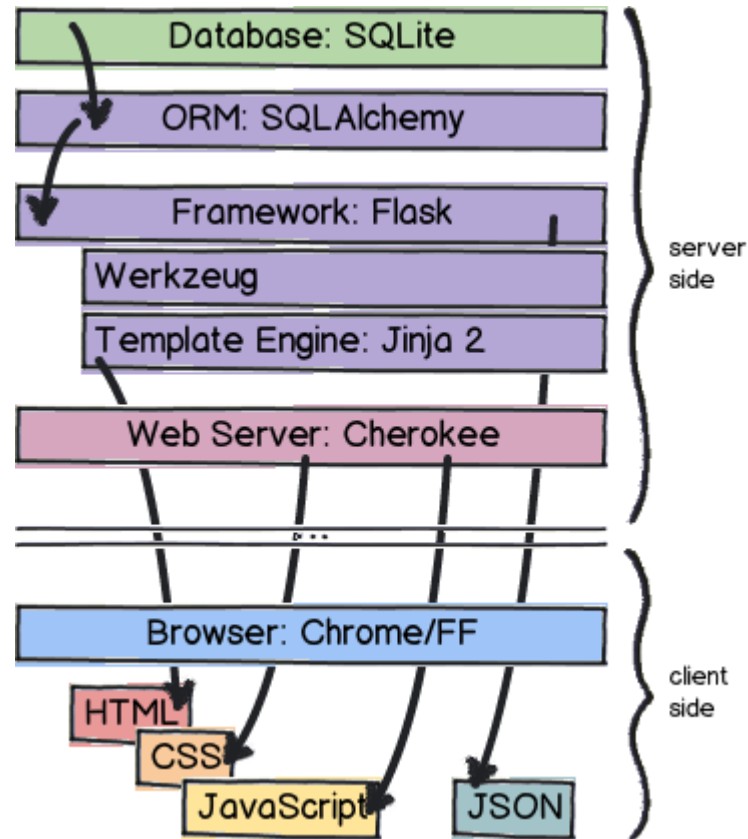 Database: SQLite
ORM: SQLAlchemy
Framework: Flask
Werkzeug
Template Engine: Jinja 2
Web Server: Cherokee
server
side
...
Browser: Chrome/FF
HTML
CSS
JavaScript
JSON
client
side